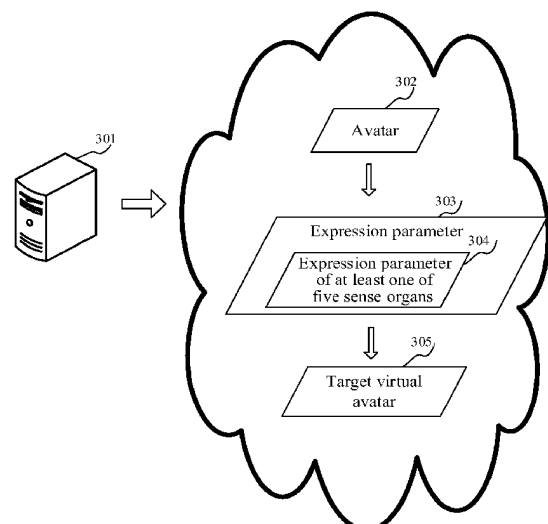 302
Avatar
301
303
Expression parameter
304
Expression parameter
of at least one of
five sense organs
305
Target virtual
avatar